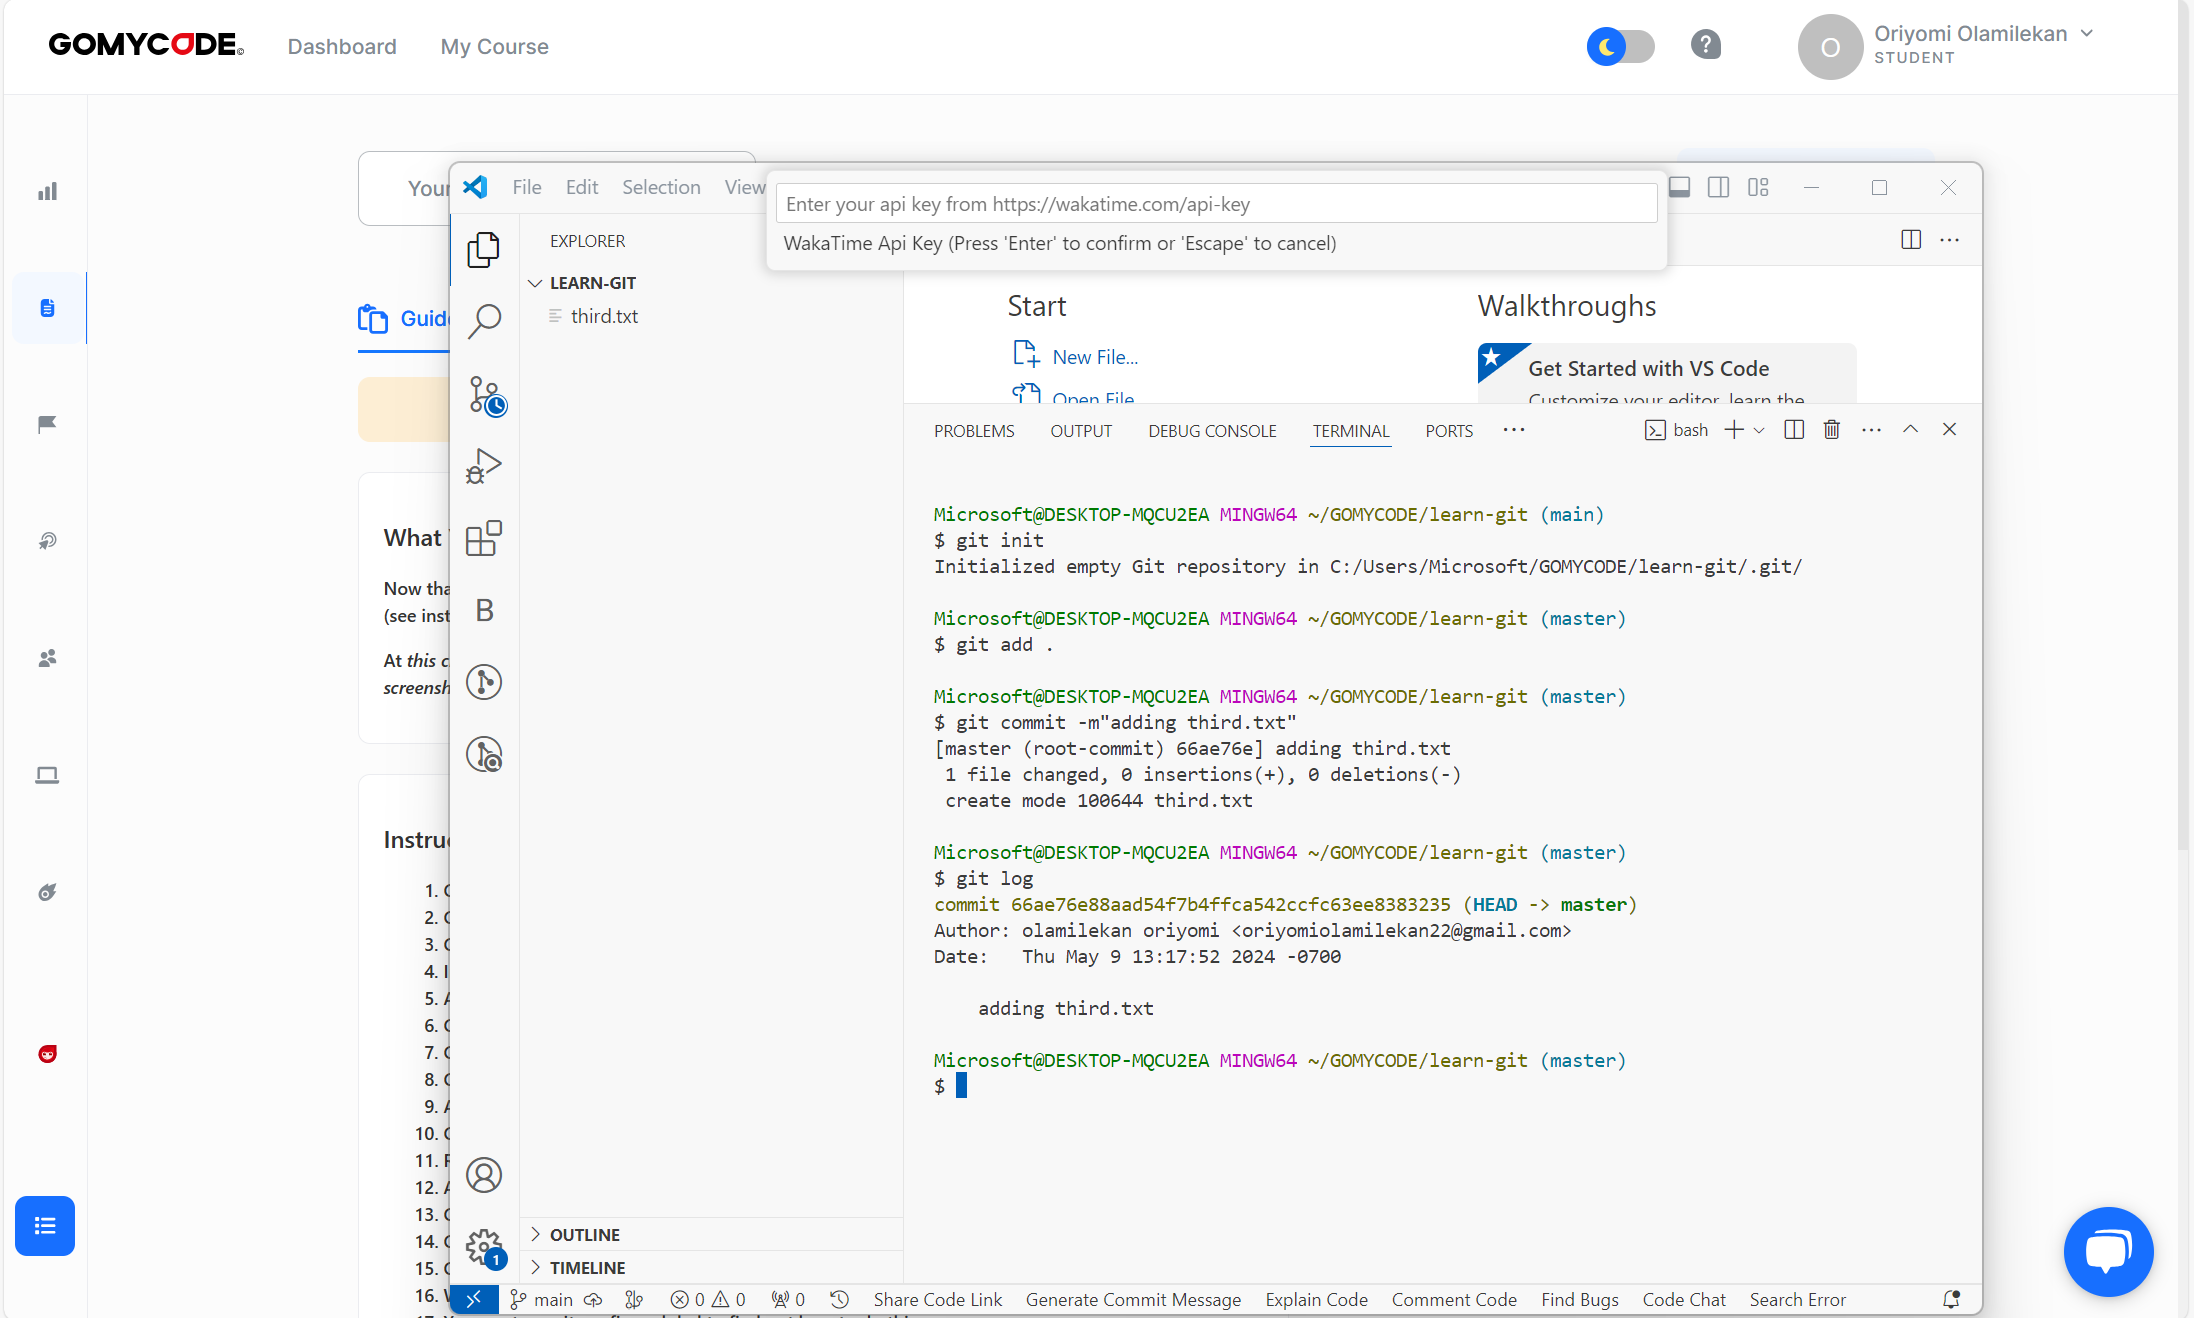 GOMYCODE
Dashboard
My Course
?
O
Oriyomi Olamilekan
STUDENT
File
Edit
Selection
View
Enter your api key from https://wakatime.com/api-key
WakaTime Api Key (Press 'Enter' to confirm or 'Escape' to cancel)
EXPLORER
LEARN-GIT
third.txt
B
OUTLINE
TIMELINE
1
Start
New File...
Open File
Walkthroughs
Get Started with VS Code
Customize your editor, learn the
PROBLEMS
OUTPUT
DEBUG CONSOLE
TERMINAL
PORTS
bash
Microsoft@DESKTOP-MQCU2EA MINGW64 ~/GOMYCODE/learn-git (main)
$ git init
Initialized empty Git repository in C:/Users/Microsoft/GOMYCODE/learn-git/.git/
Microsoft@DESKTOP-MQCU2EA MINGW64 ~/GOMYCODE/learn-git (master)
$ git add .
Microsoft@DESKTOP-MQCU2EA MINGW64 ~/GOMYCODE/learn-git (master)
$ git commit -m"adding third.txt"
[master (root-commit) 66ae76e] adding third.txt
1 file changed, 0 insertions(+), 0 deletions(-)
create mode 100644 third.txt
Microsoft@DESKTOP-MQCU2EA MINGW64 ~/GOMYCODE/learn-git (master)
$ git log
commit 66ae76e88aad54f7b4ffca542ccfc63ee8383235 (HEAD -> master)
Author: olamilekan oriyomi <oriyomiolamilekan22@gmail.com>
Date:   Thu May 9 13:17:52 2024 -0700
adding third.txt
Microsoft@DESKTOP-MQCU2EA MINGW64 ~/GOMYCODE/learn-git (master)
$
main
0
0
0
Share Code Link
Generate Commit Message
Explain Code
Comment Code
Find Bugs
Code Chat
Search Error
What
Now
(see
At this
1.
2.
3.
4.
5.
6.
7.
8.
9.
10.
11.
12.
13.
14.
15.
16.